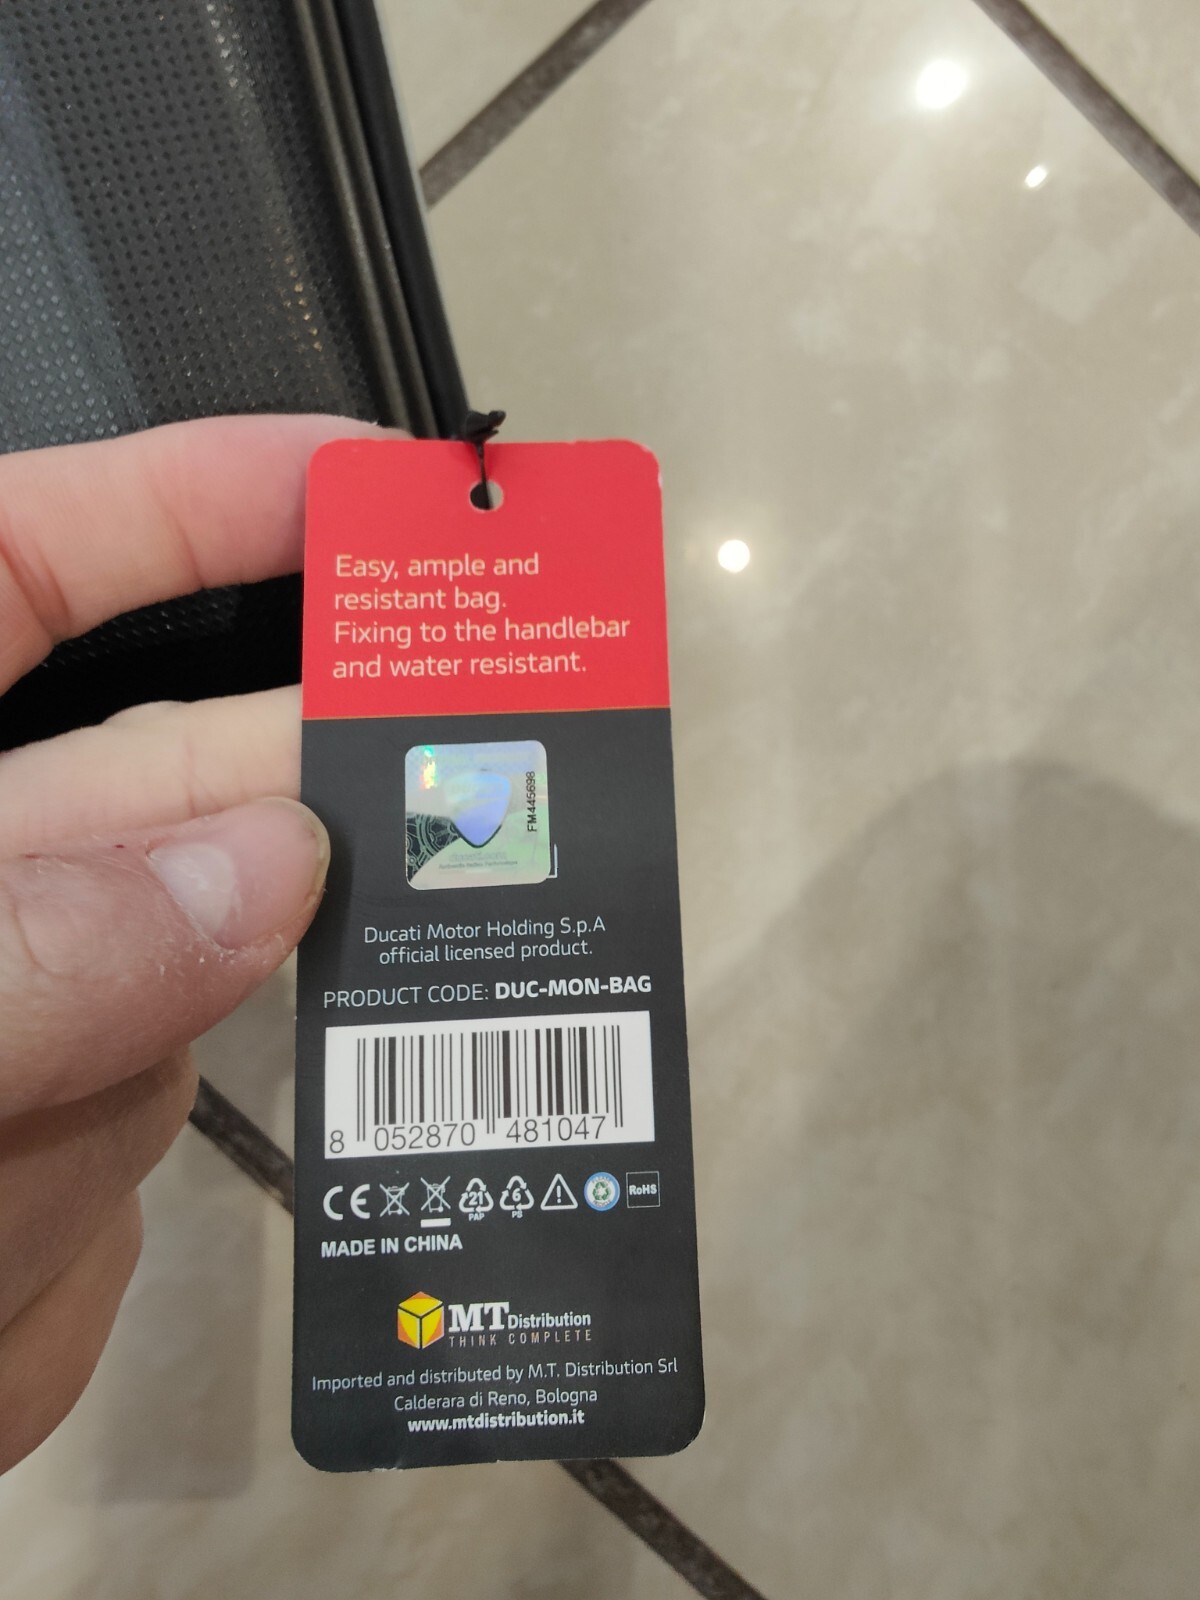 Easy, ample and
resistant bag.
Fixing to the handlebar
and water resistant.
FM445698
ducati.com
Ducati Motor Holding S.p.A
official licensed product.
PRODUCT CODE: DUC-MON-BAG
8 052870 481047
CE 21 6 RoHS
PAP PS
MADE IN CHINA
MT Distribution
THINK COMPLETE
Imported and distributed by M.T. Distribution Srl
Calderara di Reno, Bologna
www.mtdistribution.it